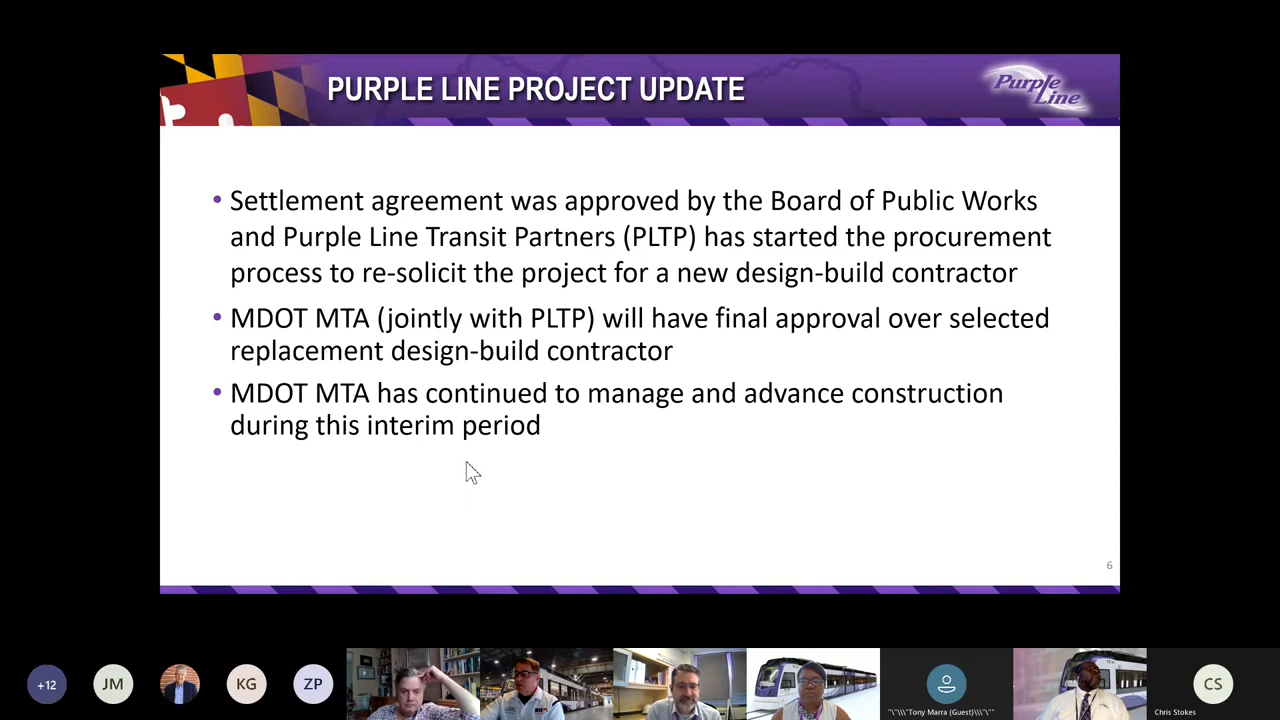 PURPLE LINE PROJECT UPDATE
Purple
Line
• Settlement agreement was approved by the Board of Public Works
and Purple Line Transit Partners (PLTP) has started the procurement
process to re-solicit the project for a new design-build contractor
• MDOT MTA (jointly with PLTP) will have final approval over selected
replacement design-build contractor
• MDOT MTA has continued to manage and advance construction
during this interim period
6
+12
JM
KG
ZP
"\"\\\"Tony Marra (Guest)\\\"\""
CS
Chris Stokes